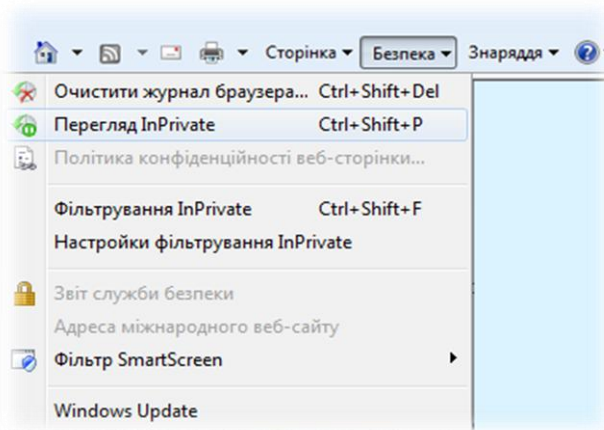 Сторінка Безпека Знаряддя
Очистити журнал браузера... Ctrl+Shift+Del
Перегляд InPrivate Ctrl+Shift+P
Політика конфіденційності веб-сторінки...
Фільтрування InPrivate Ctrl+Shift+F
Настройки фільтрування InPrivate
Звіт служби безпеки
Адреса міжнародного веб-сайту
Фільтр SmartScreen
Windows Update